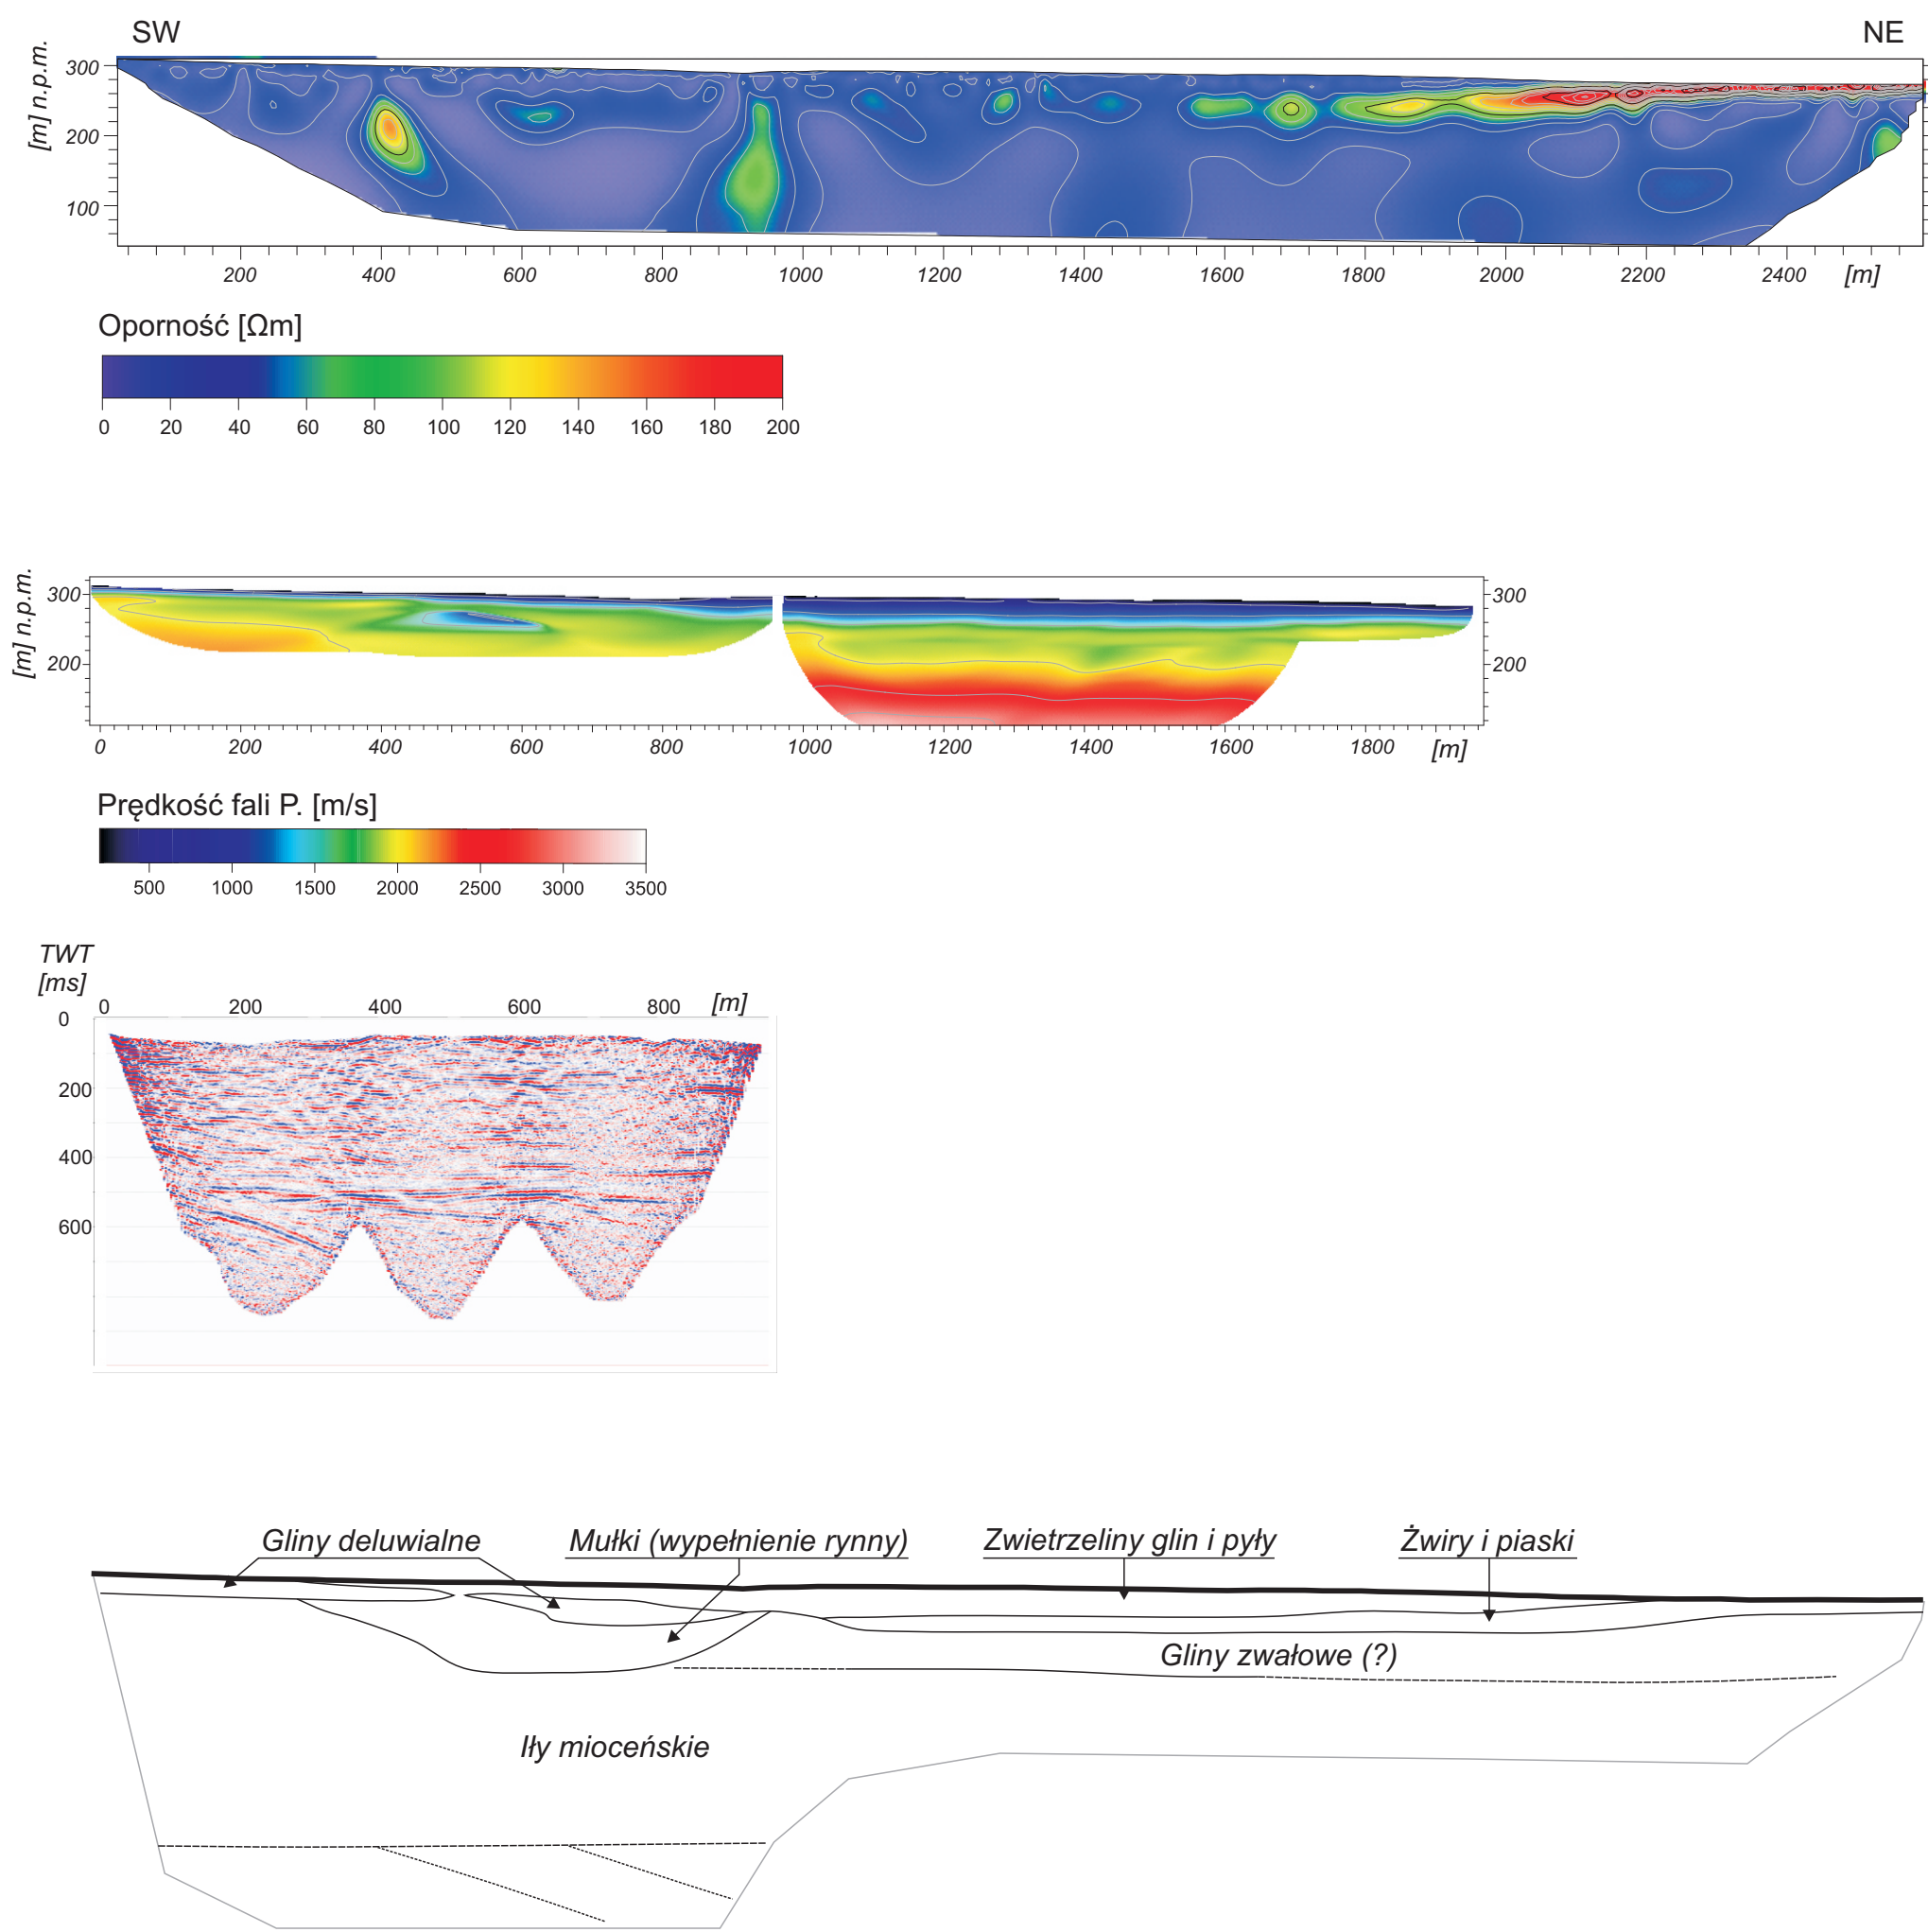 SW NE
[m] n.p.m.
300
200
100
200 400 600 800 1000 1200 1400 1600 1800 2000 2200 2400 [m]
Oporność [Ωm]
0 20 40 60 80 100 120 140 160 180 200
[m] n.p.m.
300 300
200 200
0 200 400 600 800 1000 1200 1400 1600 1800 [m]
Prędkość fali P. [m/s]
500 1000 1500 2000 2500 3000 3500
TWT
[ms]
0 200 400 600 800 [m]
0
200
400
600
Gliny deluwialne Mułki (wypełnienie rynny) Zwietrzeliny glin i pyły Żwiry i piaski
Gliny zwałowe (?)
Iły mioceńskie